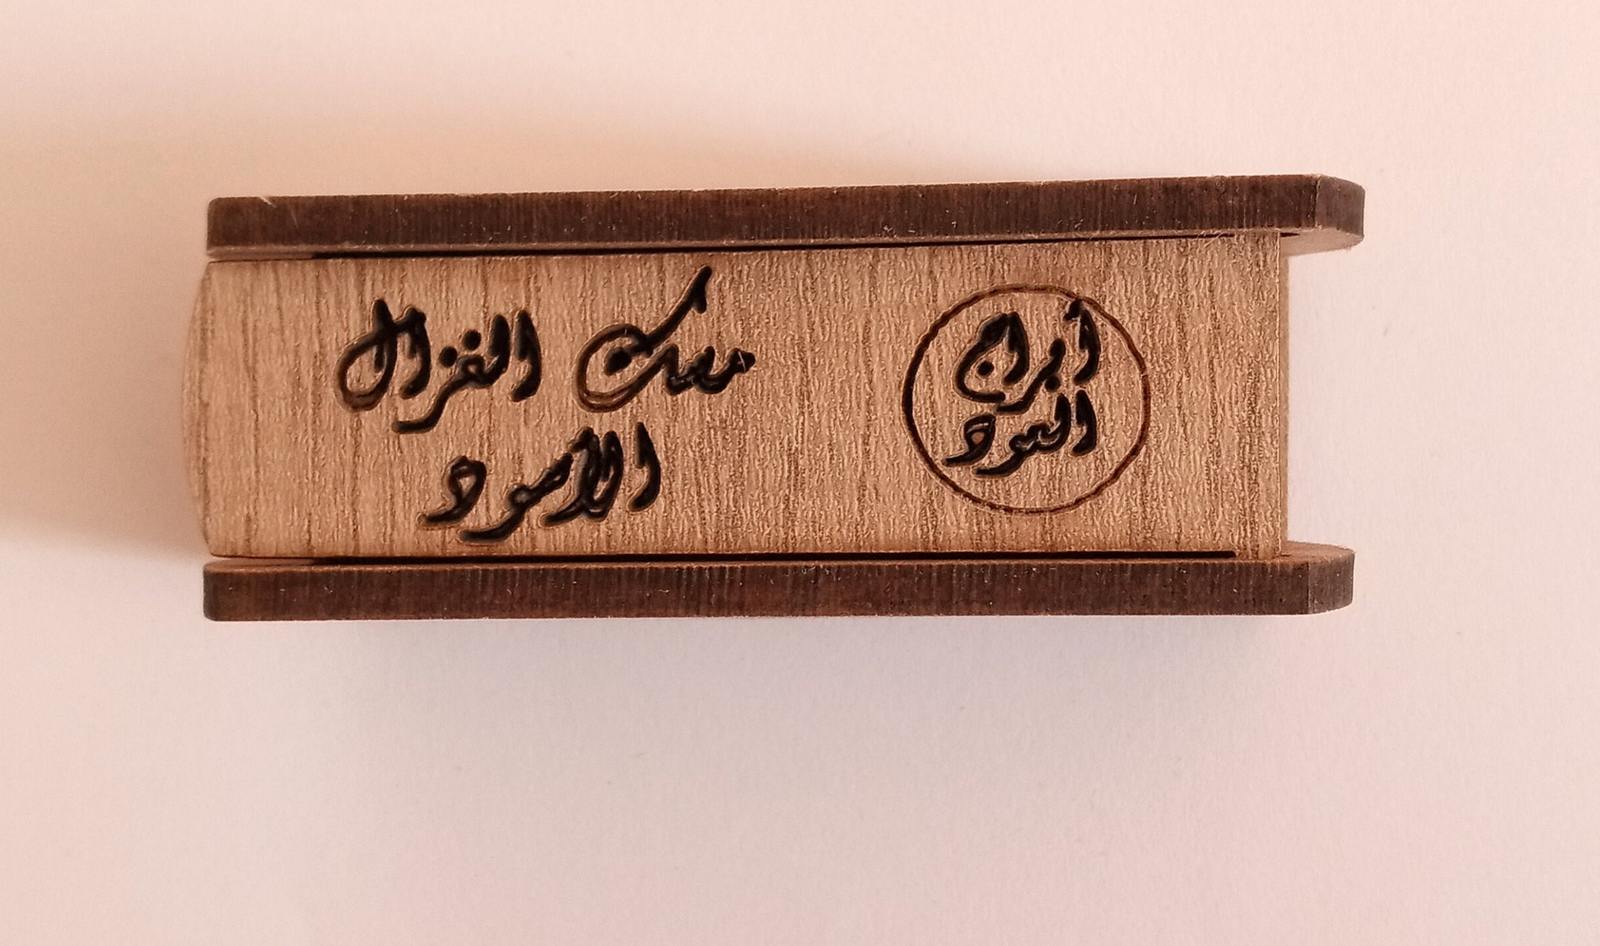 أبراج
العود
مسك الغزال
الأسود